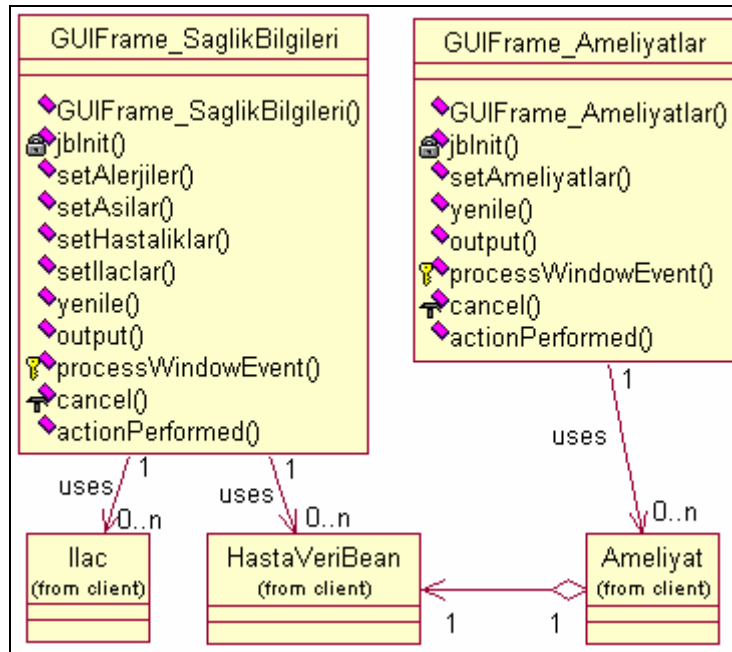 GUIFrame_SaglikBilgileri
GUIFrame_SaglikBilgileri()
jbInit()
setAlerjiler()
setAsilar()
setHastaliklar()
setIlaclar()
yenile()
output()
processWindowEvent()
cancel()
actionPerformed()
GUIFrame_Ameliyatlar
GUIFrame_Ameliyatlar()
jbInit()
setAmeliyatlar()
yenile()
output()
processWindowEvent()
cancel()
actionPerformed()
1
uses
0..n
1
uses
0..n
1
uses
0..n
Ilac
(from client)
HastaVeriBean
(from client)
1
1
Ameliyat
(from client)